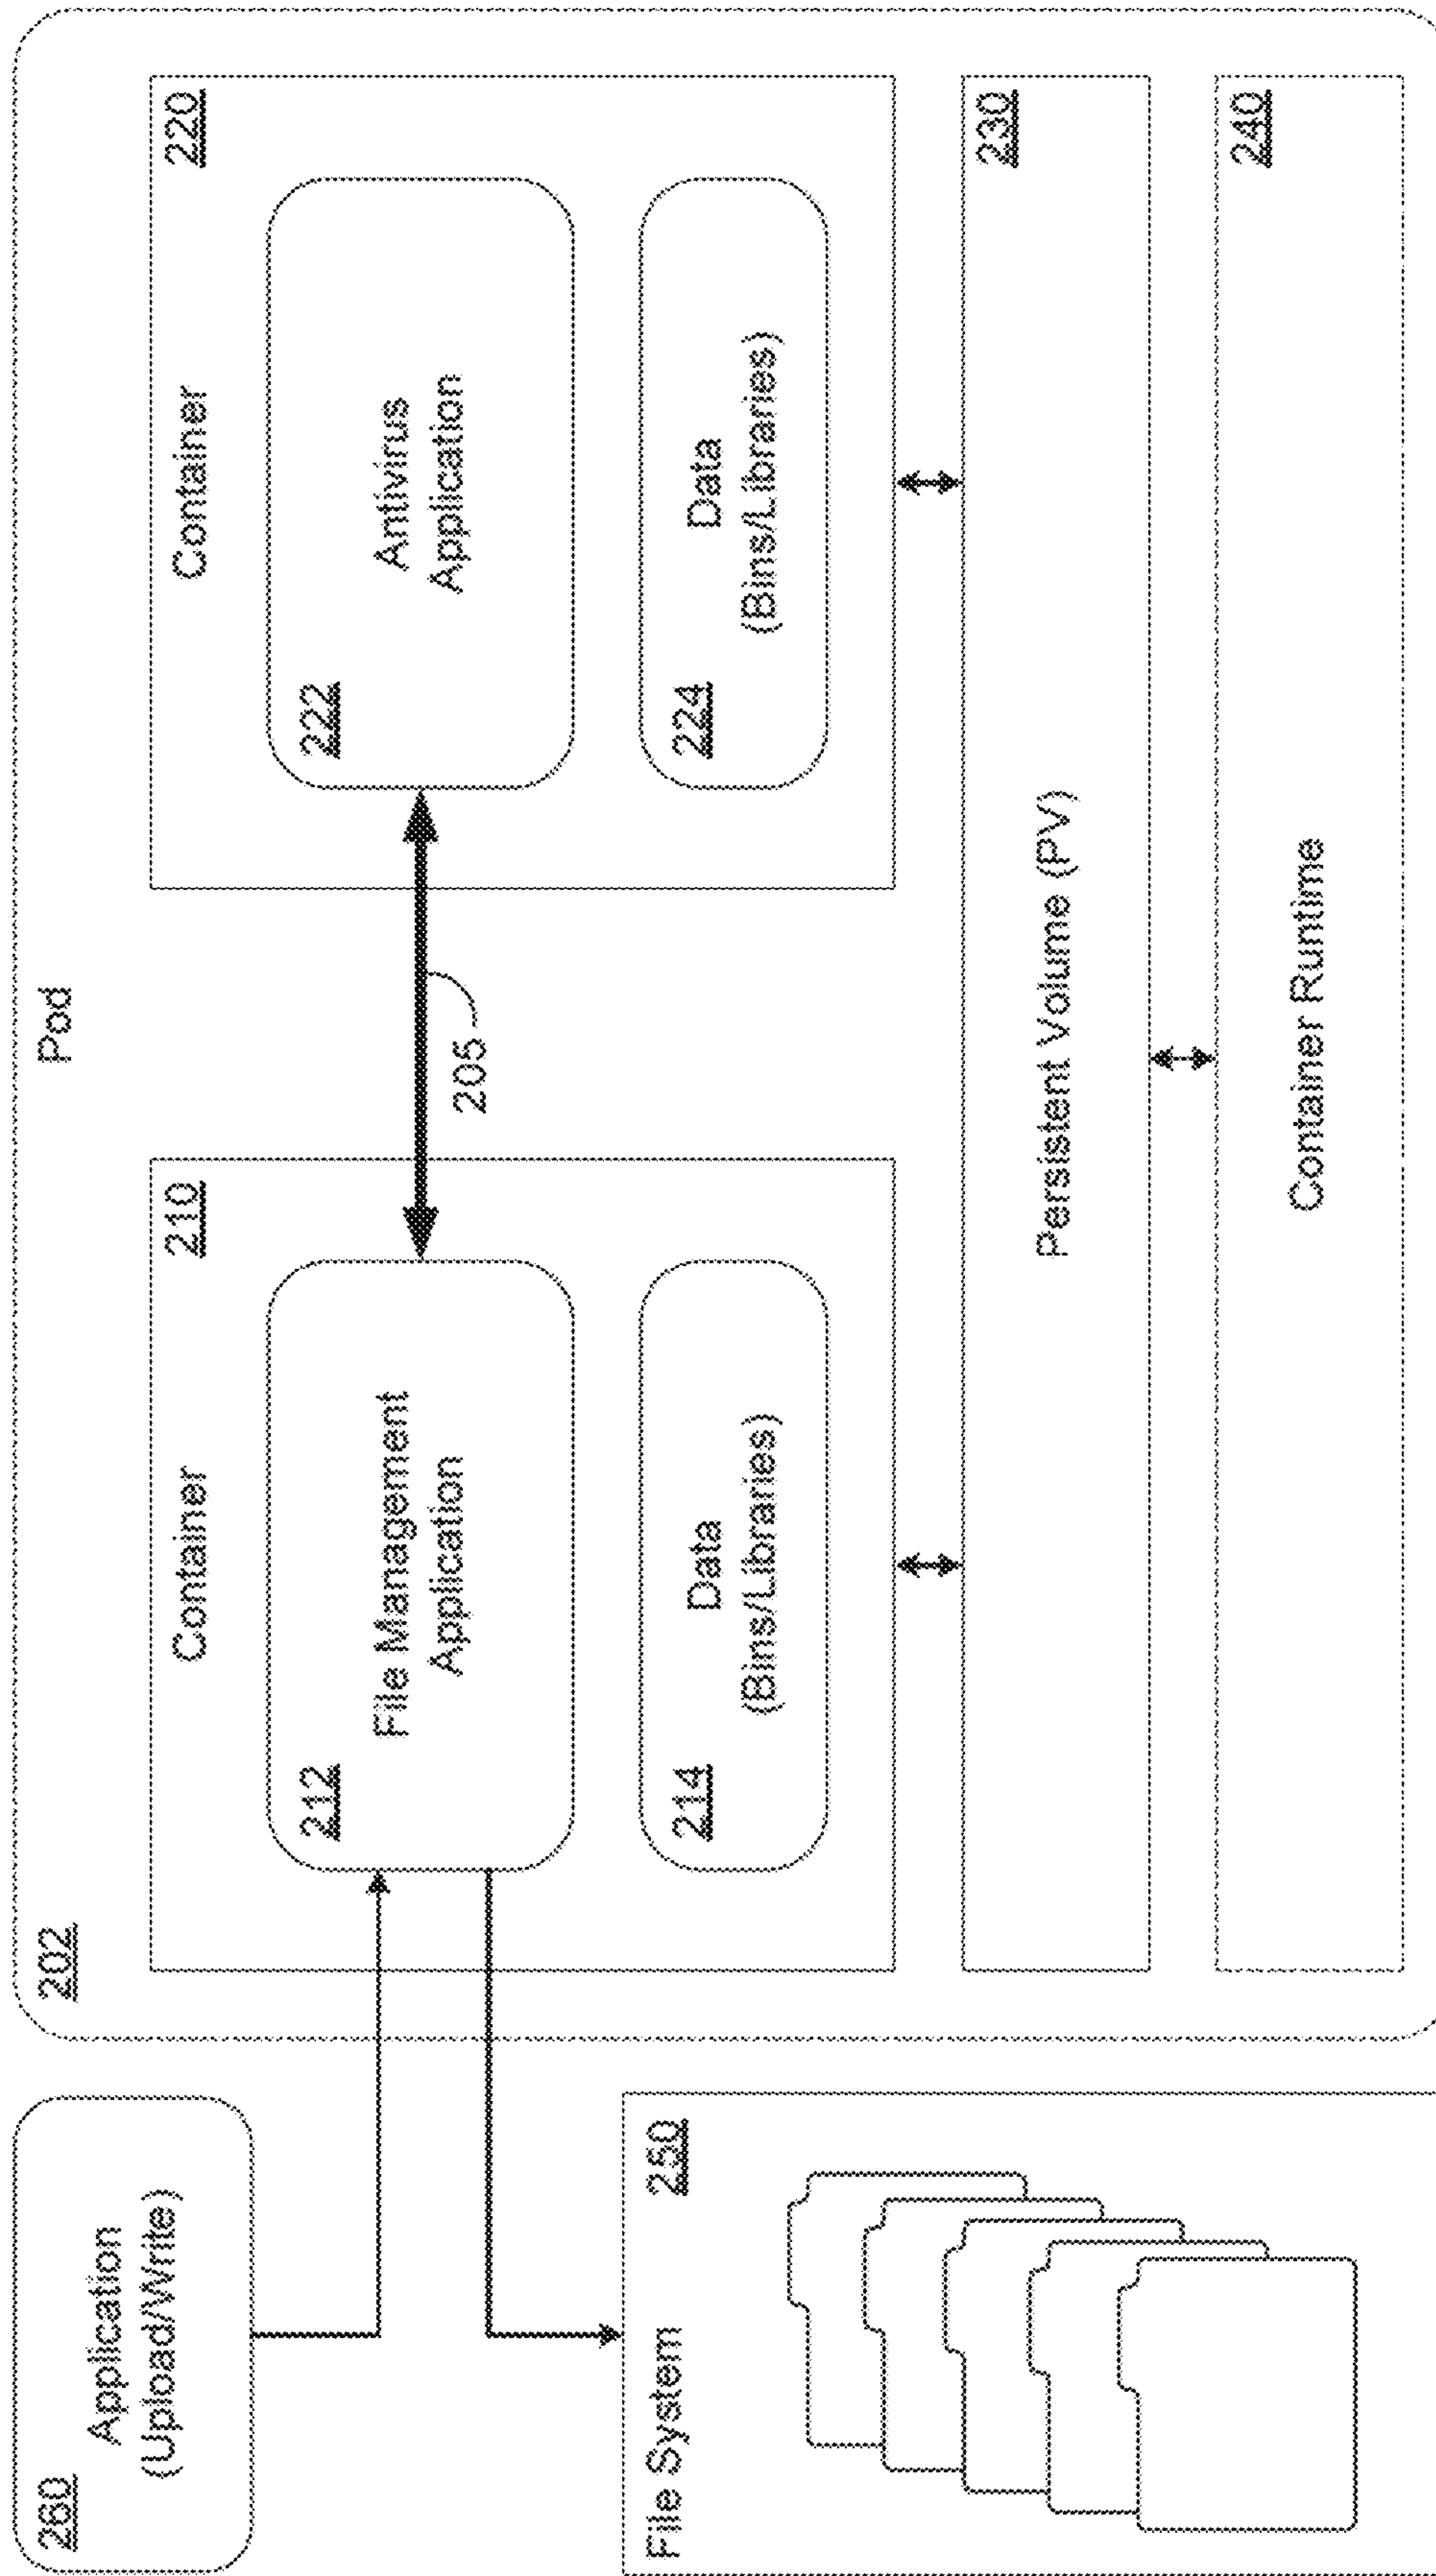 260
Application
(Upload/Write)
File System
250
202
Pod
Container
210
212
File Management
Application
214
Data
(Bins/Libraries)
205
Container
220
222
Antivirus
Application
224
Data
(Bins/Libraries)
Persistent Volume (PV)
230
Container Runtime
240